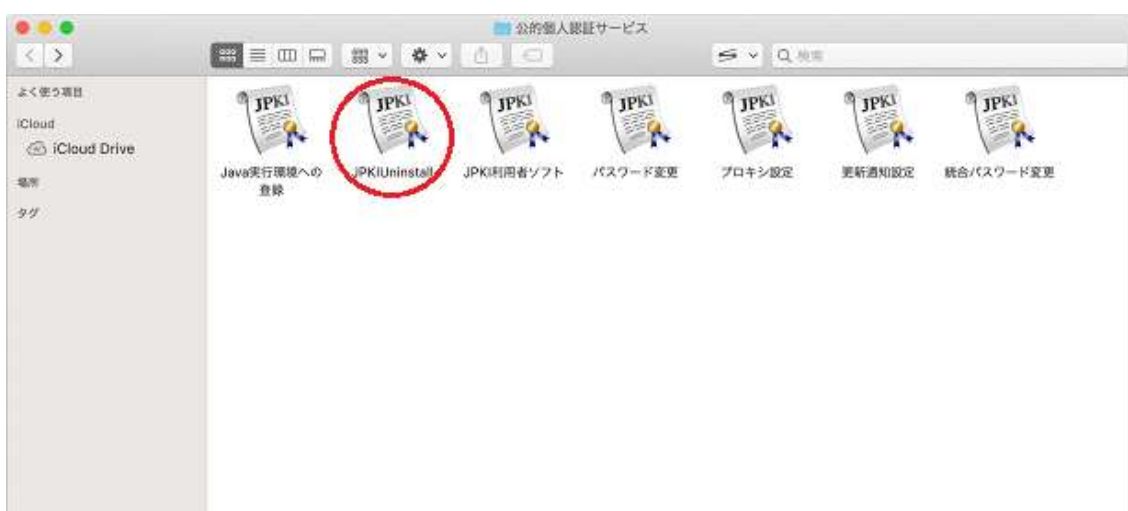 公的個人認証サービス
検索
よく使う項目
iCloud
iCloud Drive
場所
タグ
JPKI
JPKI
JPKI
JPKI
JPKI
JPKI
JPKI
Java実行環境への
登録
JPKIUninstall
JPKI利用者ソフト
パスワード変更
プロキシ設定
更新通知設定
統合パスワード変更